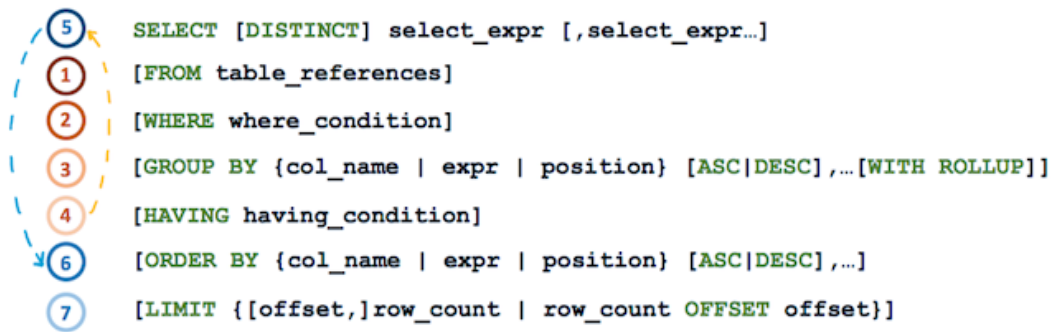 5 SELECT [DISTINCT] select_expr [,select_expr…]
1 [FROM table_references]
2 [WHERE where_condition]
3 [GROUP BY {col_name | expr | position} [ASC|DESC],…[WITH ROLLUP]]
4 [HAVING having_condition]
6 [ORDER BY {col_name | expr | position} [ASC|DESC],…]
7 [LIMIT {[offset,]row_count | row_count OFFSET offset}]